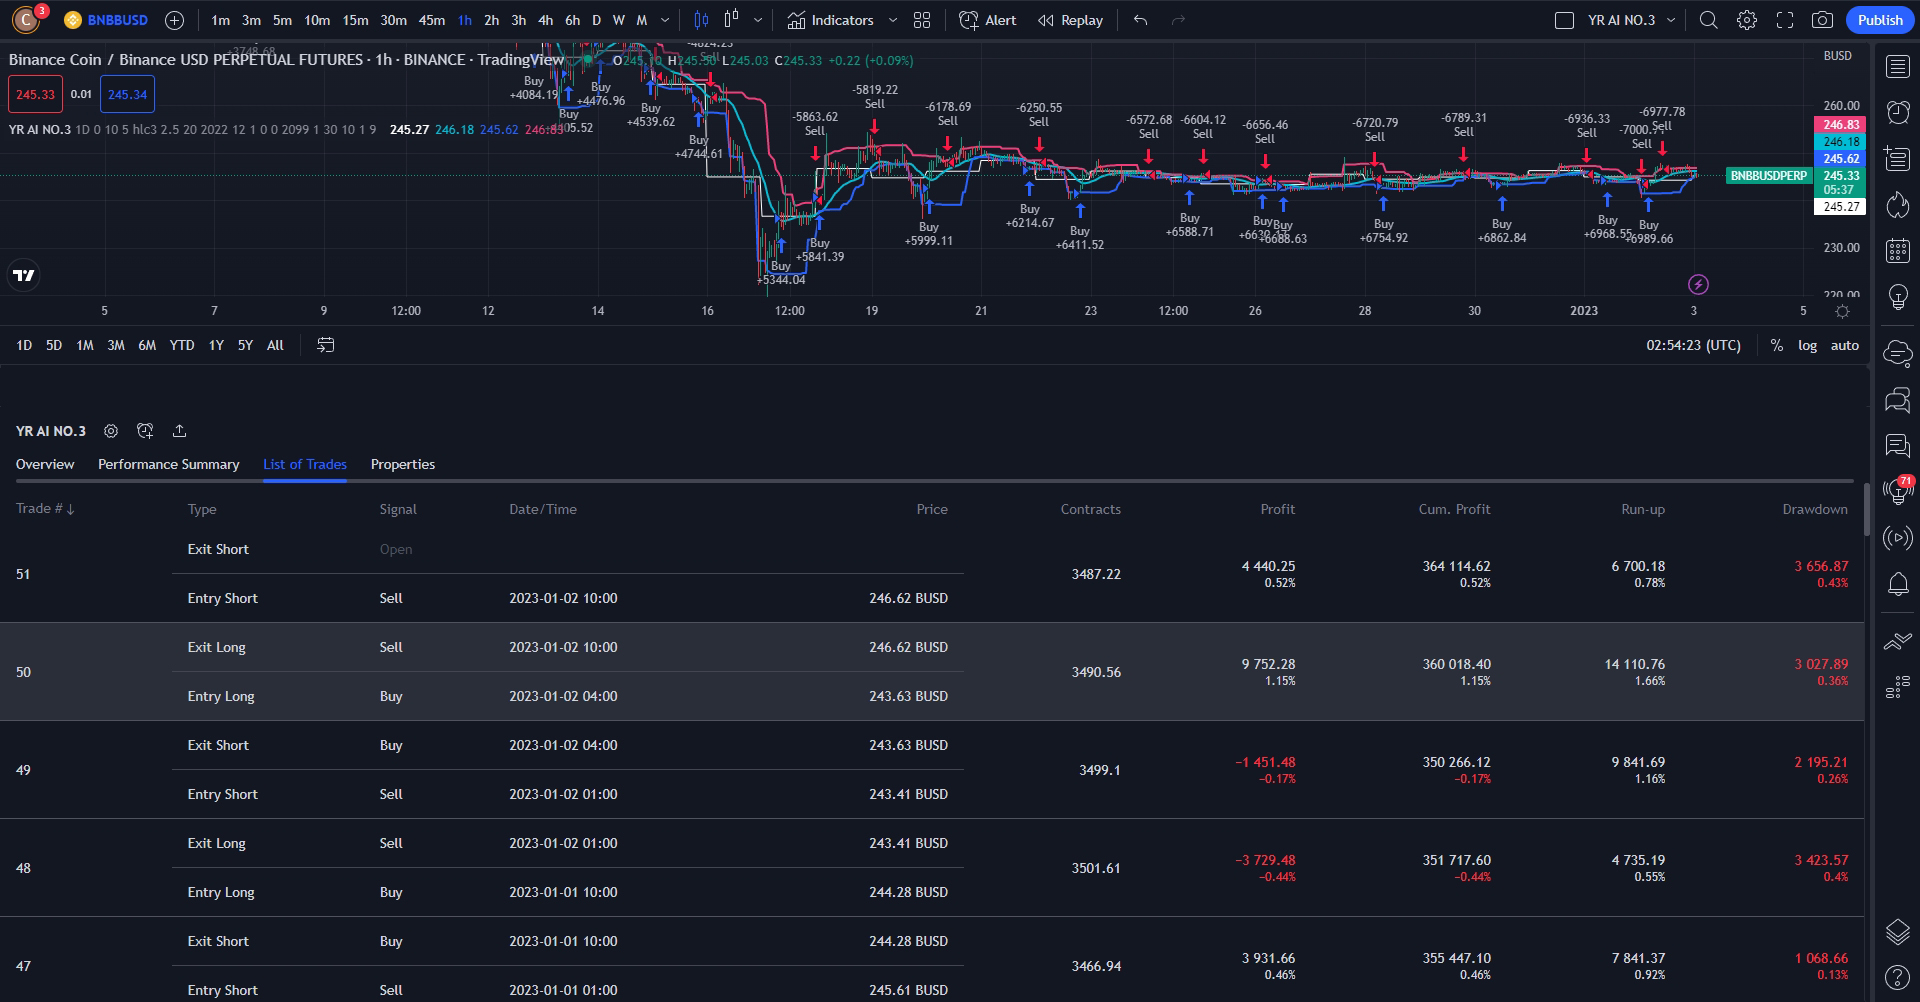 C 3 BNBBUSD 1m 3m 5m 10m 15m 30m 45m 1h 2h 3h 4h 6h D W M Indicators Alert Replay YR AI NO.3 Publish
Binance Coin / Binance USD PERPETUAL FUTURES · 1h · BINANCE · TradingView O245.10 H245.50 L245.03 C245.33 +0.22 (+0.09%)
245.33 0.01 245.34
YR AI NO.3 1D 0 10 5 hlc3 2.5 20 2022 12 1 0 0 2099 1 30 10 1 9 245.27 246.18 245.62 246.83
BUSD
260.00
246.83
246.18
245.62
BNBBUSDPERP 245.33
05:37
245.27
230.00
220.00
Buy
+4084.19
Buy
Buy
+4476.96
Buy
+4539.62
Buy
+4744.61
Sell
Buy
+5344.04
-5863.62
Sell
Buy
+5841.39
-5819.22
Sell
Buy
+5999.11
-6178.69
Sell
Buy
+6214.67
-6250.55
Sell
Buy
+6411.52
-6572.68
Sell
Buy
+6588.71
-6604.12
Sell
Buy
-6656.46
Sell
Buy
+6688.63
-6720.79
Sell
Buy
+6754.92
-6789.31
Sell
Buy
+6862.84
-6936.33
Sell
Buy
+6968.55
Sell
Buy
+6989.66
-6977.78
Sell
5 7 9 12:00 12 14 16 12:00 19 21 23 12:00 26 28 30 2023 3 5
1D 5D 1M 3M 6M YTD 1Y 5Y All 02:54:23 (UTC) % log auto
YR AI NO.3
Overview Performance Summary List of Trades Properties
71
Trade # ↓ Type Signal Date/Time Price Contracts Profit Cum. Profit Run-up Drawdown
Exit Short Open
51 3487.22 4 440.25 364 114.62 6 700.18 3 656.87
0.52% 0.52% 0.78% 0.43%
Entry Short Sell 2023-01-02 10:00 246.62 BUSD
Exit Long Sell 2023-01-02 10:00 246.62 BUSD
50 3490.56 9 752.28 360 018.40 14 110.76 3 027.89
1.15% 1.15% 1.66% 0.36%
Entry Long Buy 2023-01-02 04:00 243.63 BUSD
Exit Short Buy 2023-01-02 04:00 243.63 BUSD
49 3499.1 −1 451.48 350 266.12 9 841.69 2 195.21
−0.17% −0.17% 1.16% 0.26%
Entry Short Sell 2023-01-02 01:00 243.41 BUSD
Exit Long Sell 2023-01-02 01:00 243.41 BUSD
48 3501.61 −3 729.48 351 717.60 4 735.19 3 423.57
−0.44% −0.44% 0.55% 0.4%
Entry Long Buy 2023-01-01 10:00 244.28 BUSD
Exit Short Buy 2023-01-01 10:00 244.28 BUSD
47 3466.94 3 931.66 355 447.10 7 841.37 1 068.66
0.46% 0.46% 0.92% 0.13%
Entry Short Sell 2023-01-01 01:00 245.61 BUSD